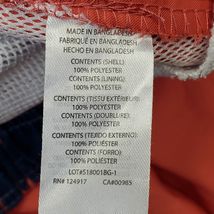 MADE IN BANGLADESH
FABRIQUÉ EN BANGLADESH
HECHO EN BANGLADESH
CONTENTS (SHELL):
100% POLYESTER
CONTENTS (LINING):
100% POLYESTER
CONTENTS (TISSU EXTÉRIEUR):
100% POLYESTER
CONTENTS (DOUBLURE):
100% POLYESTER
CONTENTS (TEJIDO EXTERNO):
100% POLYESTER
CONTENTS (FORRO):
100% POLYESTER
LOT#518001BG-1
RN# 124917 CA#00985